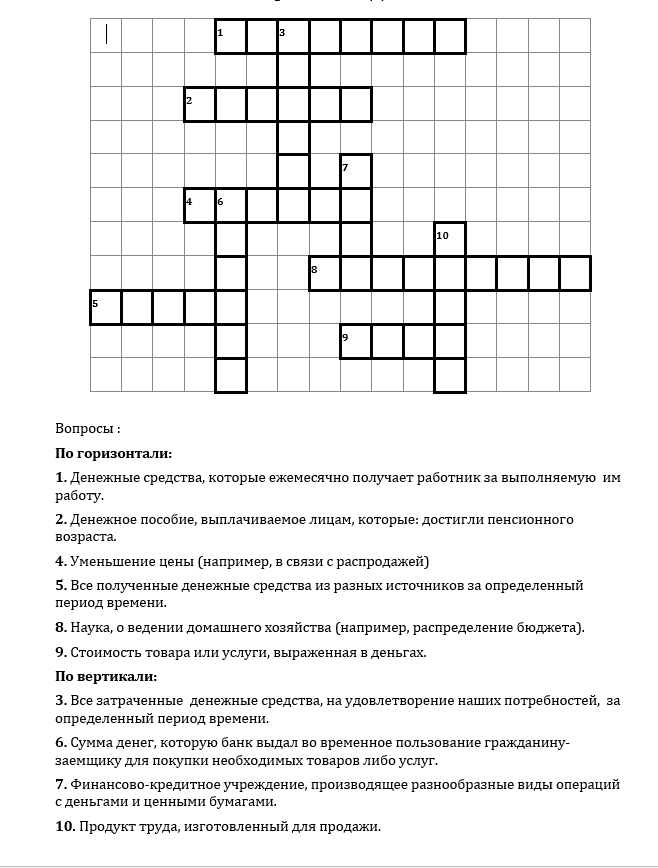 1
3
2
7
4
6
10
8
5
9
Вопросы :
По горизонтали:
1. Денежные средства, которые ежемесячно получает работник за выполняемую им
работу.
2. Денежное пособие, выплачиваемое лицам, которые: достигли пенсионного
возраста.
4. Уменьшение цены (например, в связи с распродажей)
5. Все полученные денежные средства из разных источников за определенный
период времени.
8. Наука, о ведении домашнего хозяйства (например, распределение бюджета).
9. Стоимость товара или услуги, выраженная в деньгах.
По вертикали:
3. Все затраченные денежные средства, на удовлетворение наших потребностей, за
определенный период времени.
6. Сумма денег, которую банк выдал во временное пользование гражданину-
заемщику для покупки необходимых товаров либо услуг.
7. Финансово-кредитное учреждение, производящее разнообразные виды операций
с деньгами и ценными бумагами.
10. Продукт труда, изготовленный для продажи.